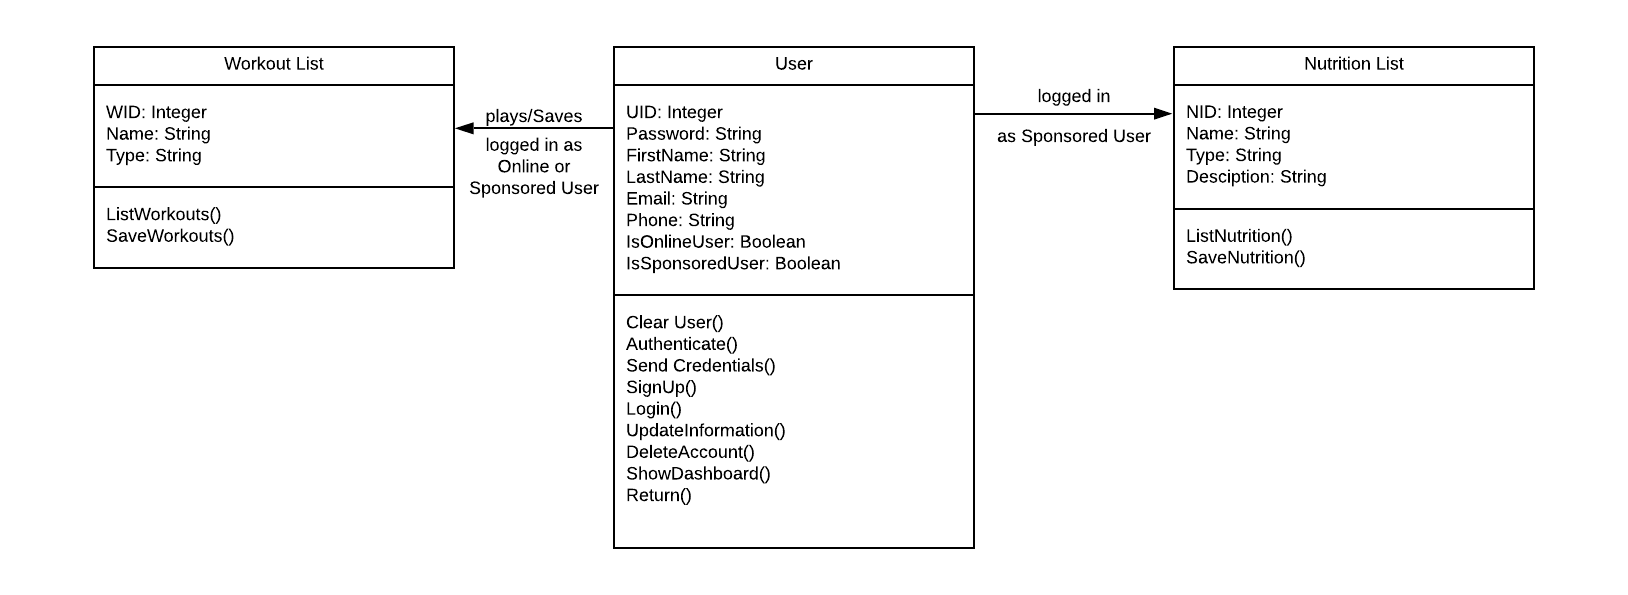 Workout List
WID: Integer
Name: String
Type: String
ListWorkouts()
SaveWorkouts()
plays/Saves
logged in as
Online or
Sponsored User
User
UID: Integer
Password: String
FirstName: String
LastName: String
Email: String
Phone: String
IsOnlineUser: Boolean
IsSponsoredUser: Boolean
Clear User()
Authenticate()
Send Credentials()
SignUp()
Login()
UpdateInformation()
DeleteAccount()
ShowDashboard()
Return()
logged in
as Sponsored User
Nutrition List
NID: Integer
Name: String
Type: String
Desciption: String
ListNutrition()
SaveNutrition()